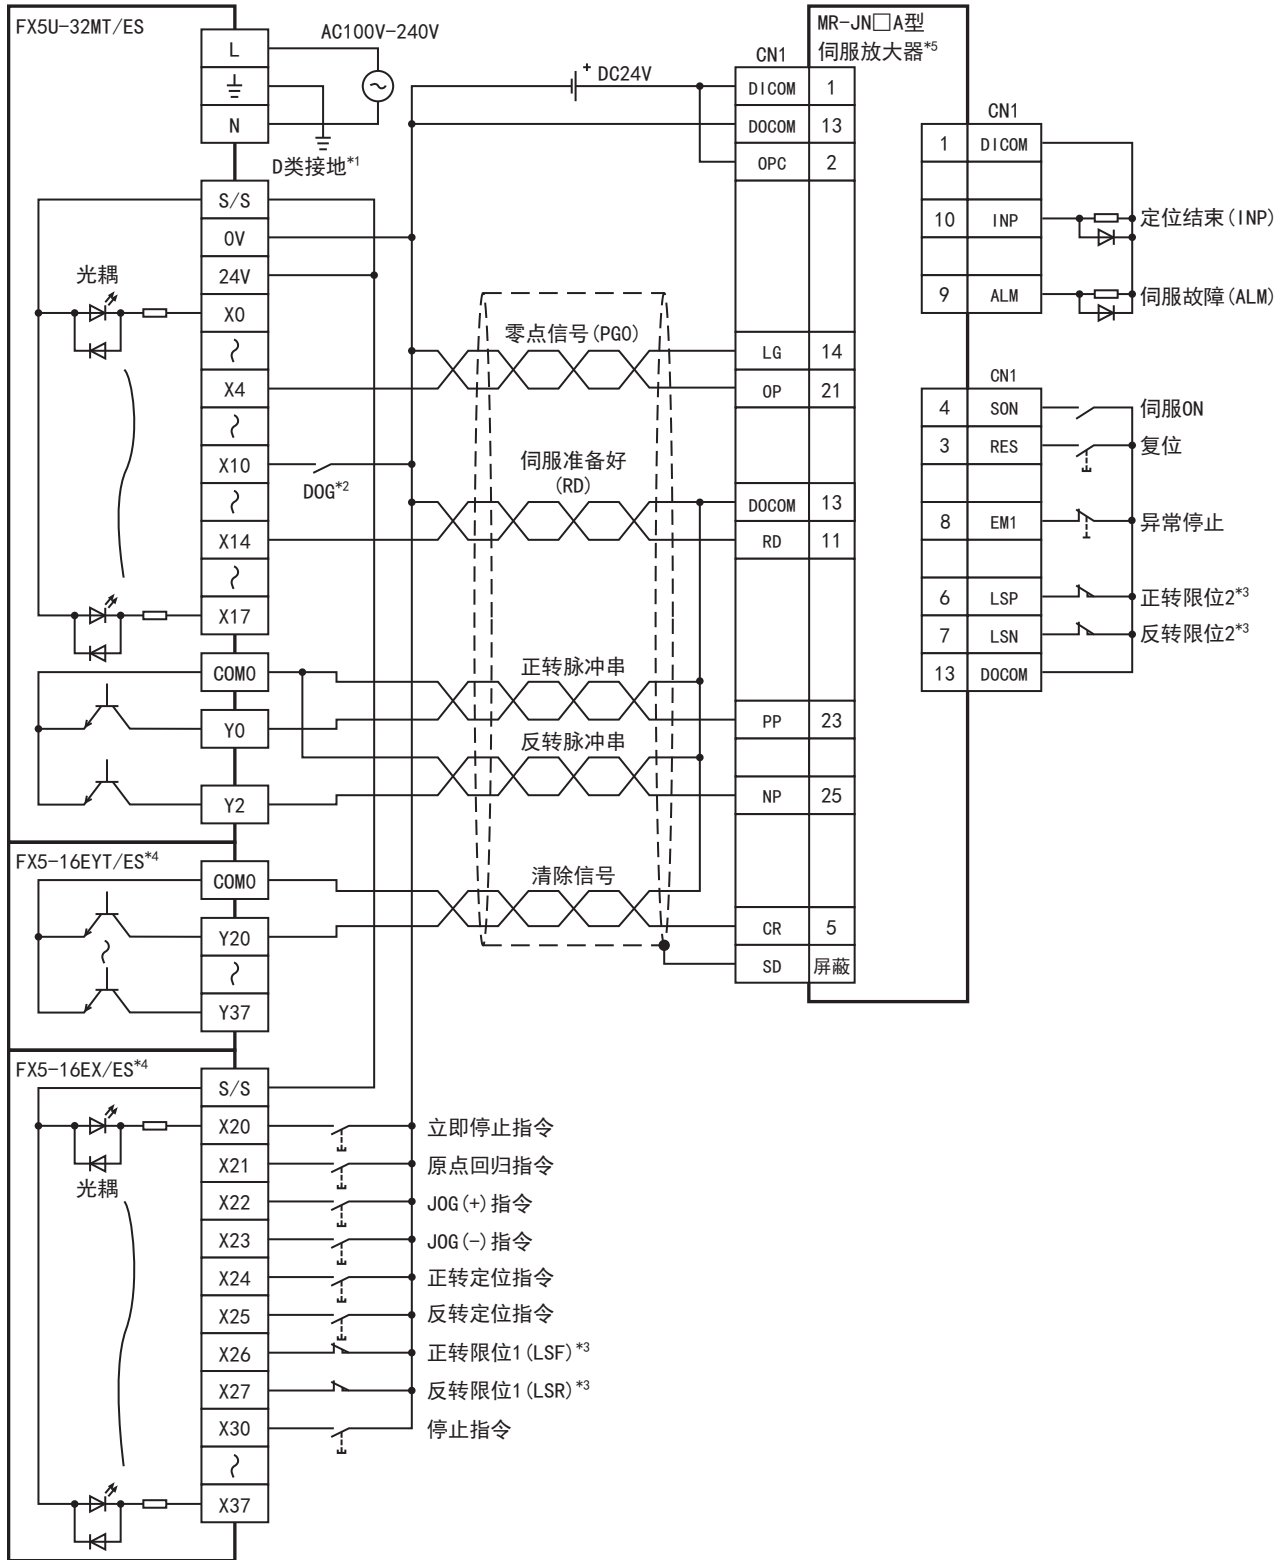 FX5U-32MT/ES
L
N
AC100V-240V
D类接地*1
S/S
0V
24V
X0
X4
X10
X14
X17
COM0
Y0
Y2
光耦
DOG*2
DC24V
+
零点信号(PG0)
伺服准备好
(RD)
正转脉冲串
反转脉冲串
清除信号
MR-JN□A型
伺服放大器*5
CN1
DICOM 1
DOCOM 13
OPC 2
LG 14
OP 21
DOCOM 13
RD 11
PP 23
NP 25
CR 5
SD 屏蔽
CN1
1 DICOM
10 INP 定位结束(INP)
9 ALM 伺服故障(ALM)
CN1
4 SON 伺服ON
3 RES 复位
8 EM1 异常停止
6 LSP 正转限位2*3
7 LSN 反转限位2*3
13 DOCOM
FX5-16EYT/ES*4
COM0
Y20
Y37
FX5-16EX/ES*4
S/S
光耦
X20 立即停止指令
X21 原点回归指令
X22 JOG(+)指令
X23 JOG(-)指令
X24 正转定位指令
X25 反转定位指令
X26 正转限位1(LSF)*3
X27 反转限位1(LSR)*3
X30 停止指令
X37